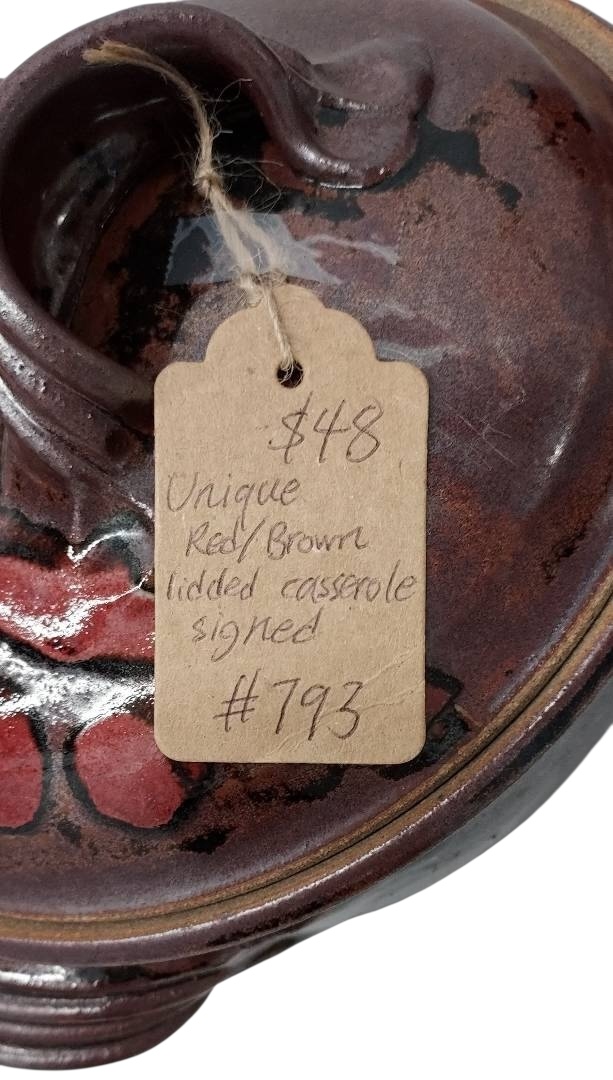 $48
Unique
Red/Brown
lidded casserole
signed
#793